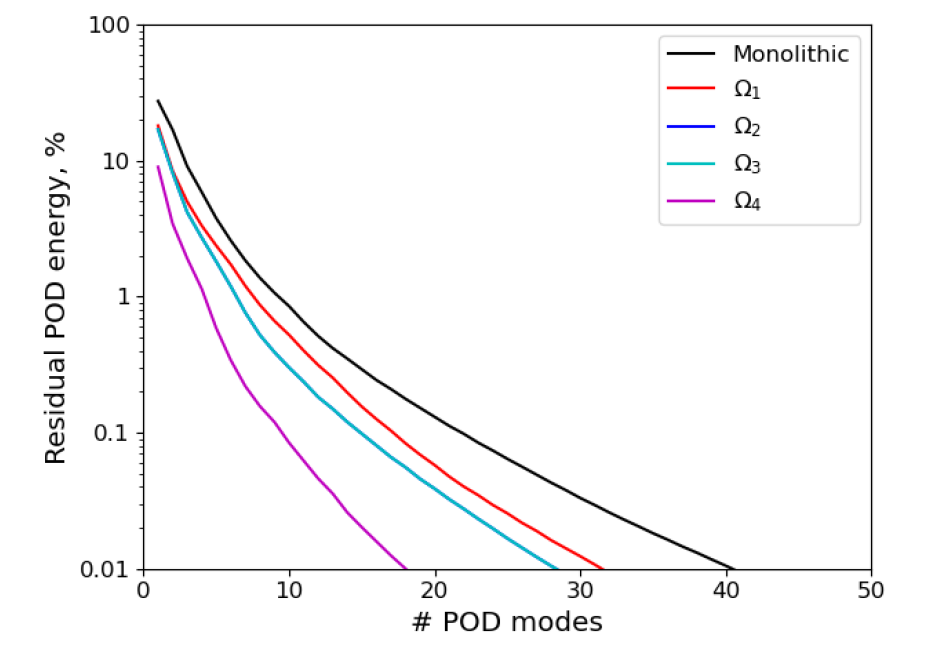 100
10
1
0.1
0.01
Residual POD energy, %
Monolithic
Ω₁
Ω₂
Ω₃
Ω₄
0 10 20 30 40 50
# POD modes